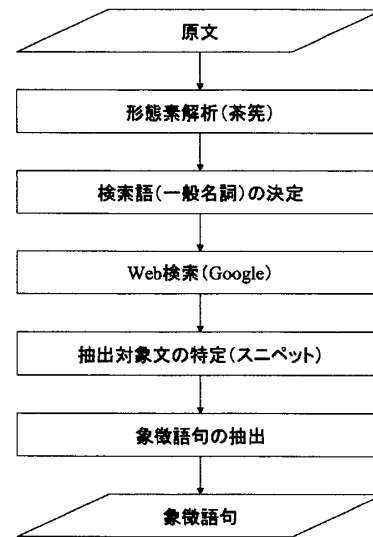 原文
形態素解析(茶筅)
検索語(一般名詞)の決定
Web検索(Google)
抽出対象文の特定(スニペット)
象徴語句の抽出
象徴語句